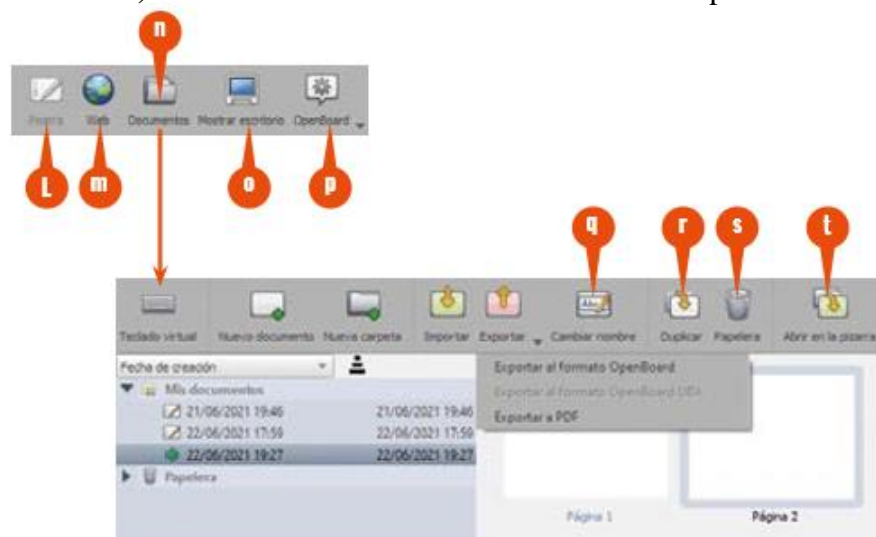 n
Pizarra Web Documentos Mostrar escritorio OpenBoard
L m o p
q r s t
Teclado virtual Nuevo documento Nueva carpeta Importar Exportar Cambiar nombre Duplicar Papelera Abrir en la pizarra
Fecha de creación
Exportar al formato OpenBoard
Mis documentos
Exportar al formato OpenBoard UBX
21/06/2021 19:46 21/06/2021 19:46
Exportar a PDF
22/06/2021 17:59 22/06/2021 17:59
22/06/2021 19:27 22/06/2021 19:27
Papelera
Página 1 Página 2